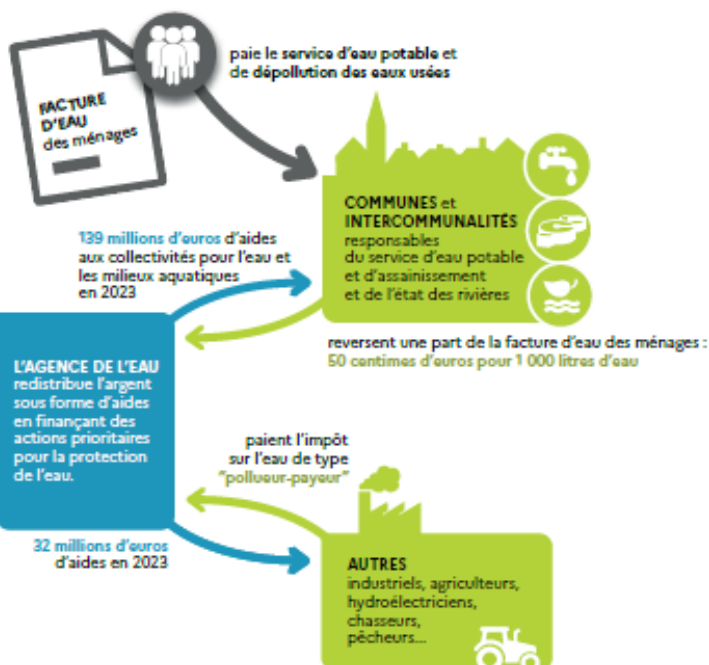 FACTURE
D'EAU
des ménages
paie le service d'eau potable et
de dépollution des eaux usées
COMMUNES et
INTERCOMMUNALITÉS
responsables
du service d'eau potable
et d'assainissement
et de l'état des rivières
139 millions d'euros d'aides
aux collectivités pour l'eau et
les milieux aquatiques
en 2023
reversent une part de la facture d'eau des ménages :
50 centimes d'euros pour 1 000 litres d'eau
L'AGENCE DE L'EAU
redistribue l'argent
sous forme d'aides
en finançant des
actions prioritaires
pour la protection
de l'eau.
paient l'impôt
sur l'eau de type
"pollueur-payeur"
32 millions d'euros
d'aides en 2023
AUTRES
industriels, agriculteurs,
hydroélectriciens,
chasseurs,
pêcheurs...